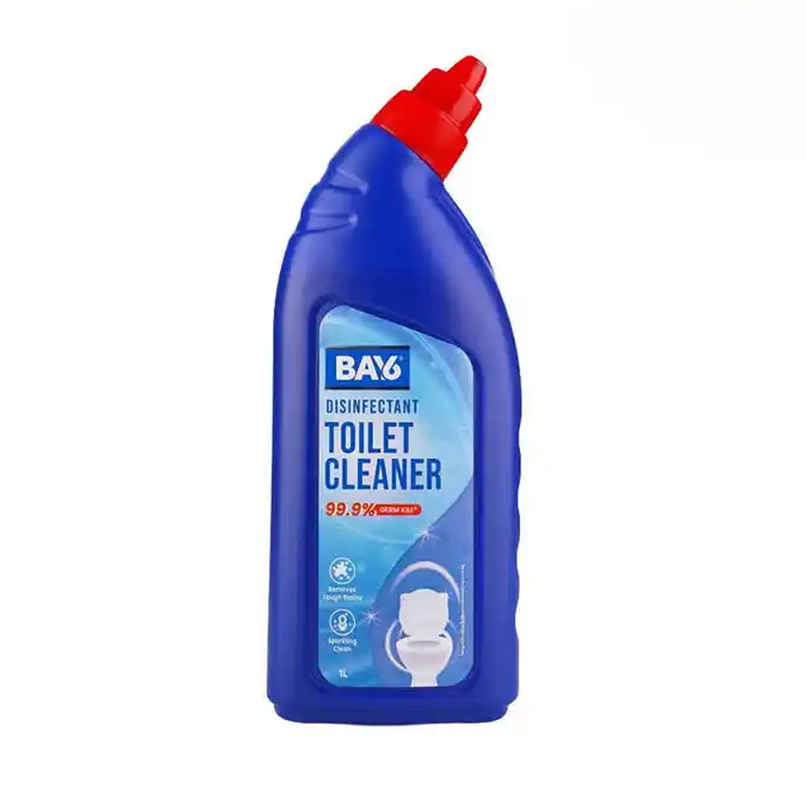 BAY6
DISINFECTANT
TOILET
CLEANER
99.9% GERM KILL*
Removes
Tough Stains
Sparkling
Clean
1L